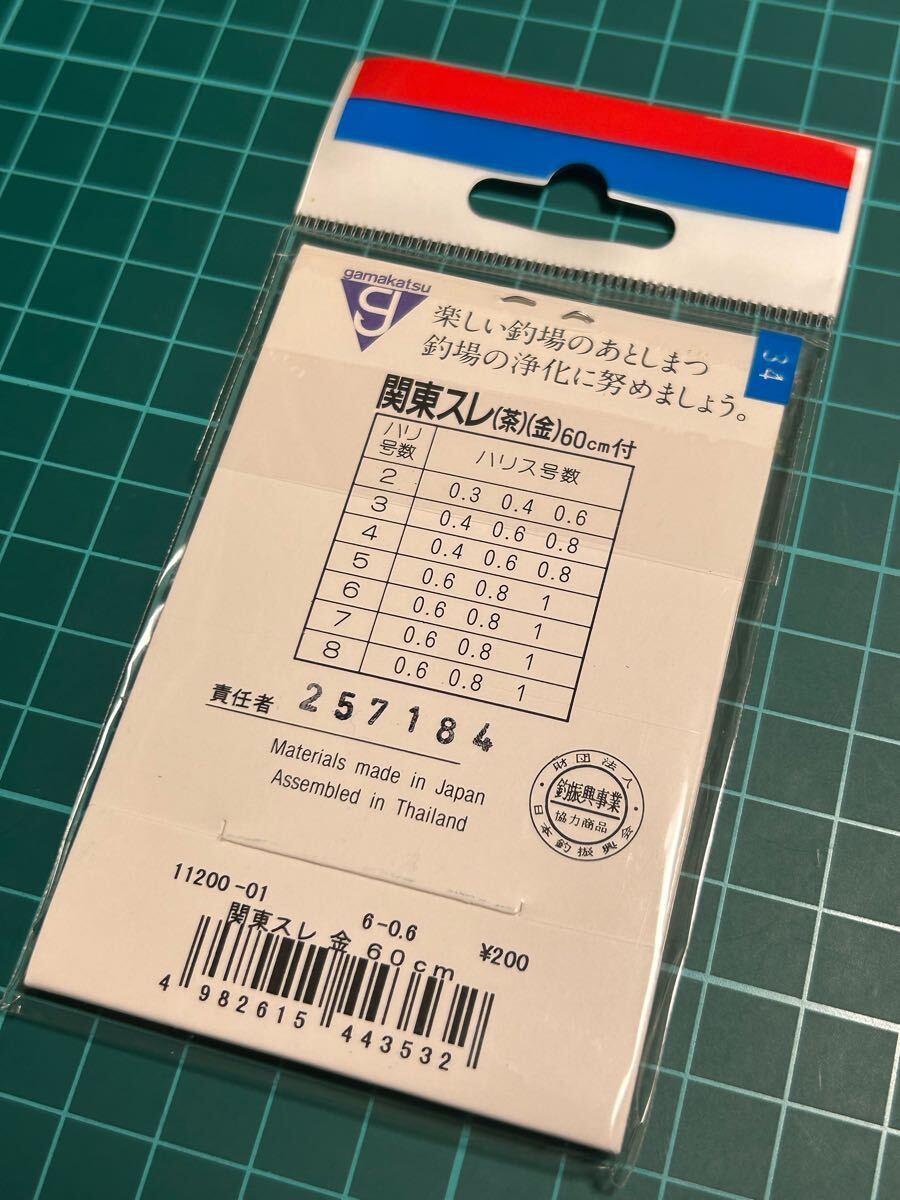 gamakatsu
g
楽しい釣場のあとしまつ
釣場の浄化に努めましょう。
34
関東スレ(茶)(金)60cm付
ハリ号数 ハリス号数
2 0.3 0.4 0.6
3 0.4 0.6 0.8
4 0.4 0.6 0.8
5 0.6 0.8 1
6 0.6 0.8 1
7 0.6 0.8 1
8 0.6 0.8 1
責任者 257184
Materials made in Japan
Assembled in Thailand
財団法人
釣振興事業
協力商品
日本釣振興会
11200-01 6-0.6 ¥200
関東スレ 金 60cm
4 982615 443532